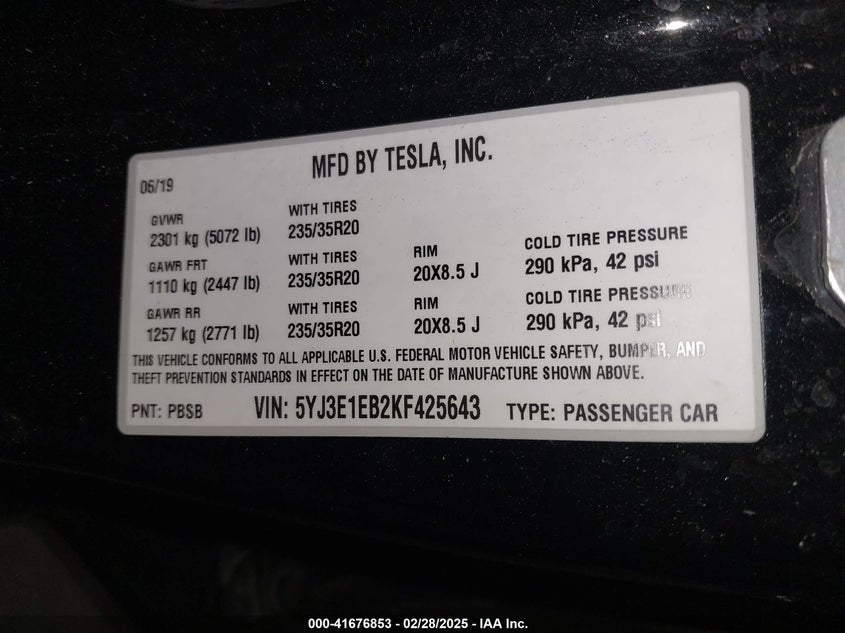 MFD BY TESLA, INC.
06/19
GVWR WITH TIRES
2301 kg (5072 lb) 235/35R20
GAWR FRT WITH TIRES RIM COLD TIRE PRESSURE
1110 kg (2447 lb) 235/35R20 20X8.5 J 290 kPa, 42 psi
GAWR RR WITH TIRES RIM COLD TIRE PRESSURE
1257 kg (2771 lb) 235/35R20 20X8.5 J 290 kPa, 42 psi
THIS VEHICLE CONFORMS TO ALL APPLICABLE U.S. FEDERAL MOTOR VEHICLE SAFETY, BUMPER, AND
THEFT PREVENTION STANDARDS IN EFFECT ON THE DATE OF MANUFACTURE SHOWN ABOVE.
PNT: PBSB VIN: 5YJ3E1EB2KF425643 TYPE: PASSENGER CAR
000-41676853 - 02/28/2025 - IAA Inc.